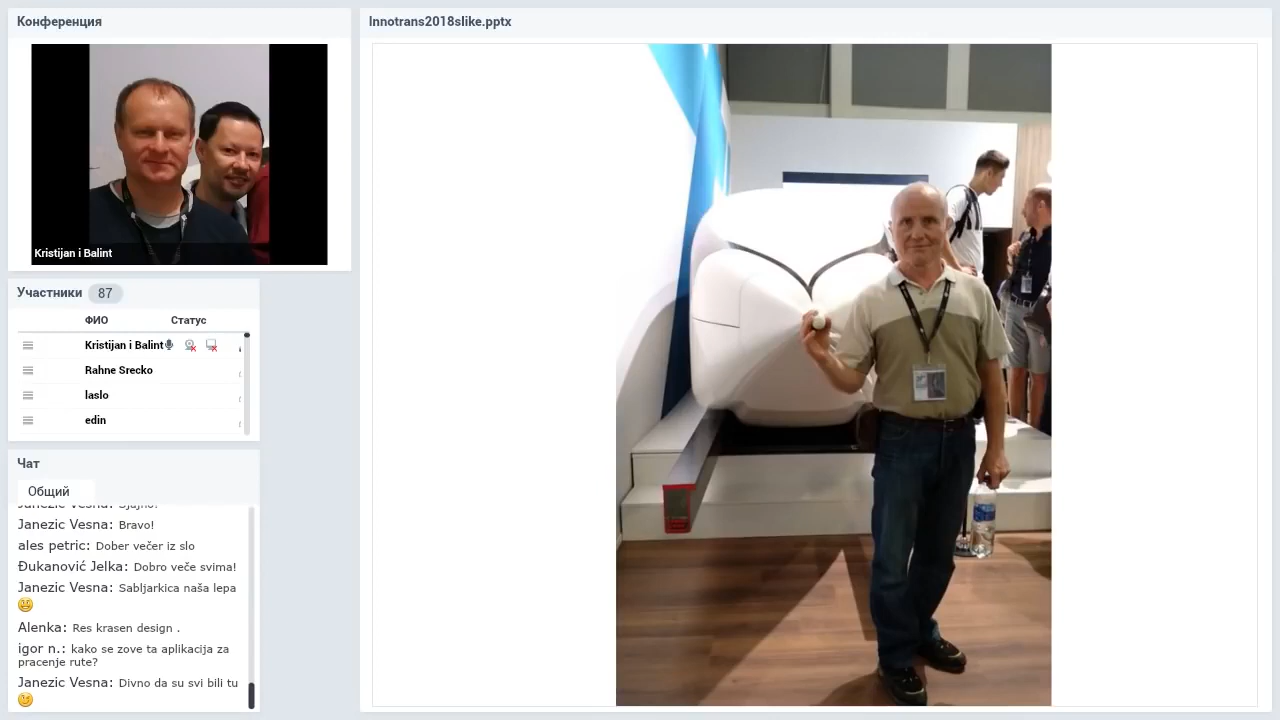 Конференция
Kristijan i Balint
Участники 87
ФИО Статус
Kristijan i Balint
Rahne Srecko
laslo
edin
Чат
Общий
Janezic Vesna: Sjajno!
Janezic Vesna: Bravo!
ales petric: Dober večer iz slo
Đukanović Jelka: Dobro veče svima!
Janezic Vesna: Sabljarkica naša lepa
Alenka: Res krasen design .
igor n.: kako se zove ta aplikacija za
pracenje rute?
Janezic Vesna: Divno da su svi bili tu
Innotrans2018slike.pptx